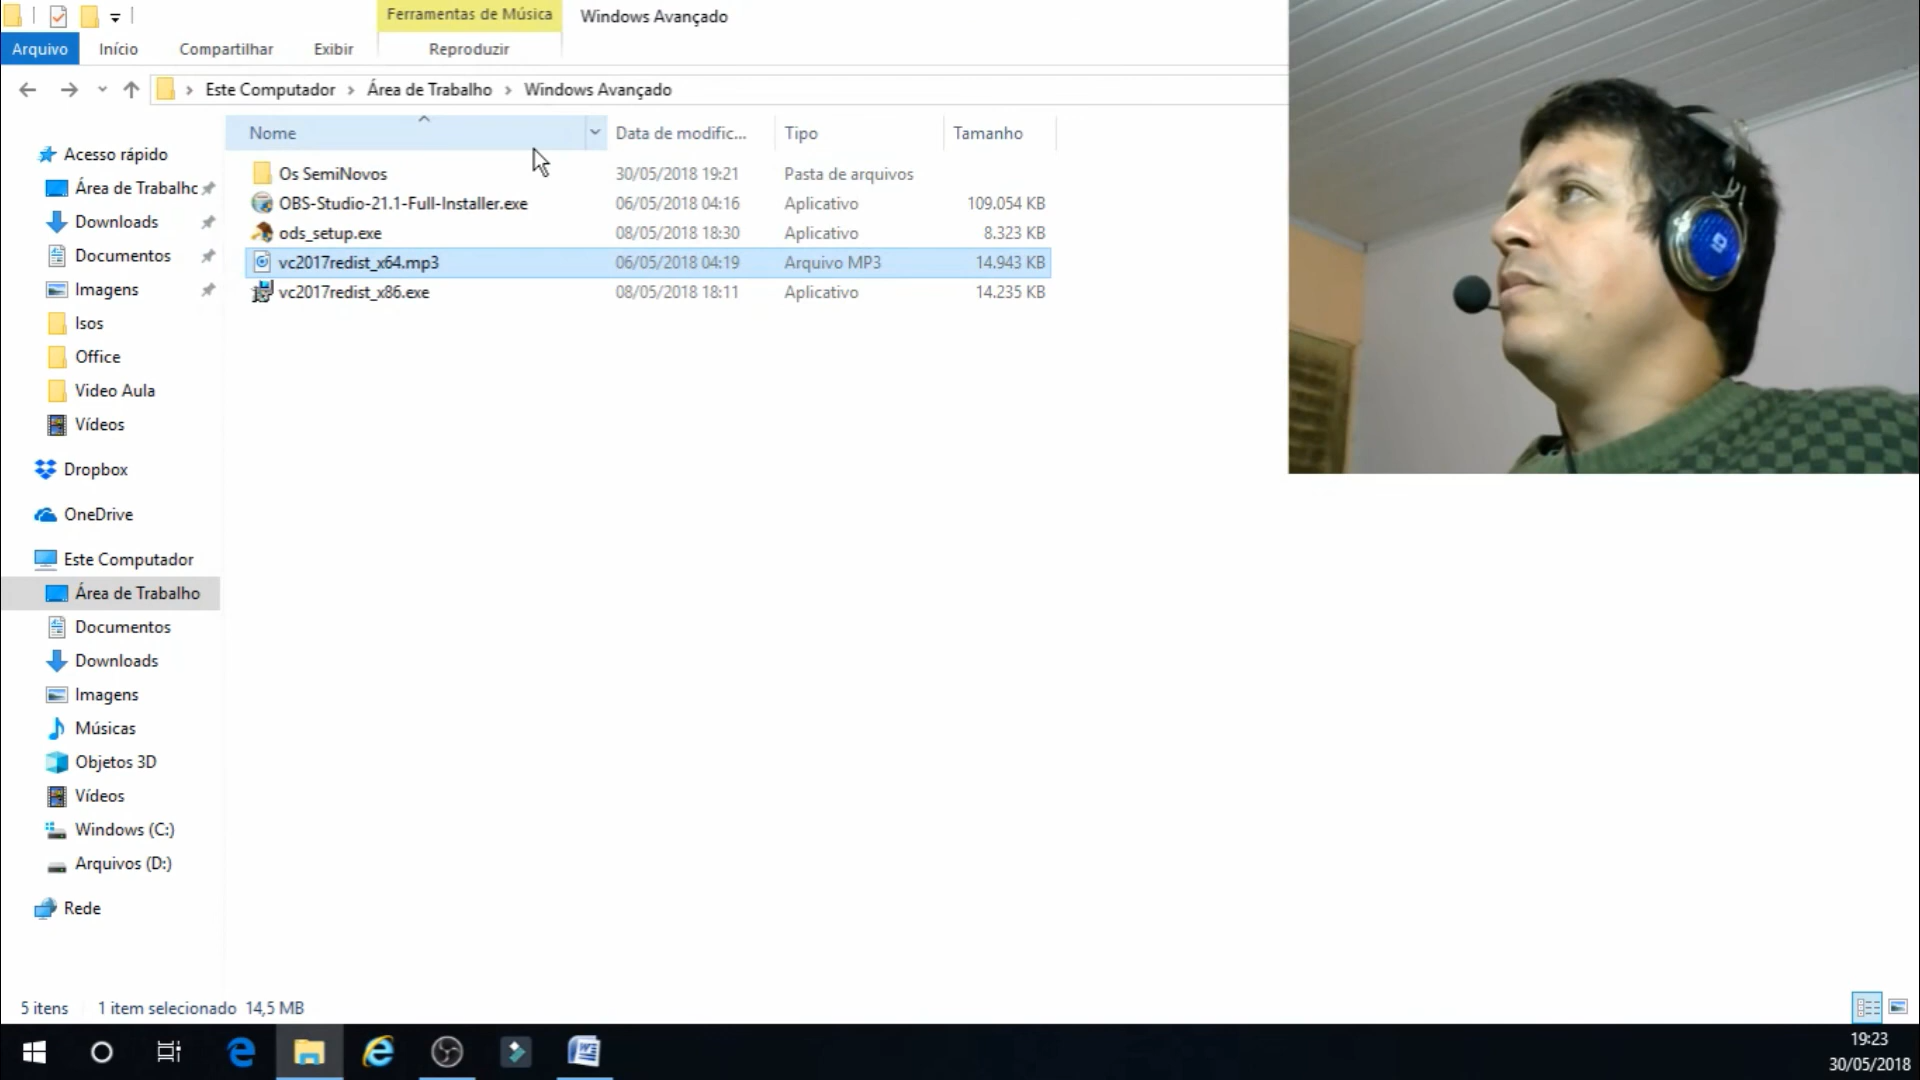 Ferramentas de Música
Windows Avançado
Arquivo
Início
Compartilhar
Exibir
Reproduzir
Este Computador
Área de Trabalho
Windows Avançado
Nome
Data de modific...
Tipo
Tamanho
Os SemiNovos 30/05/2018 19:21 Pasta de arquivos
OBS-Studio-21.1-Full-Installer.exe 06/05/2018 04:16 Aplicativo 109.054 KB
ods_setup.exe 08/05/2018 18:30 Aplicativo 8.323 KB
vc2017redist_x64.mp3 06/05/2018 04:19 Arquivo MP3 14.943 KB
vc2017redist_x86.exe 08/05/2018 18:11 Aplicativo 14.235 KB
Acesso rápido
Área de Trabalhc
Downloads
Documentos
Imagens
Isos
Office
Video Aula
Vídeos
Dropbox
OneDrive
Este Computador
Área de Trabalho
Documentos
Downloads
Imagens
Músicas
Objetos 3D
Vídeos
Windows (C:)
Arquivos (D:)
Rede
5 itens 1 item selecionado 14,5 MB
19:23
30/05/2018